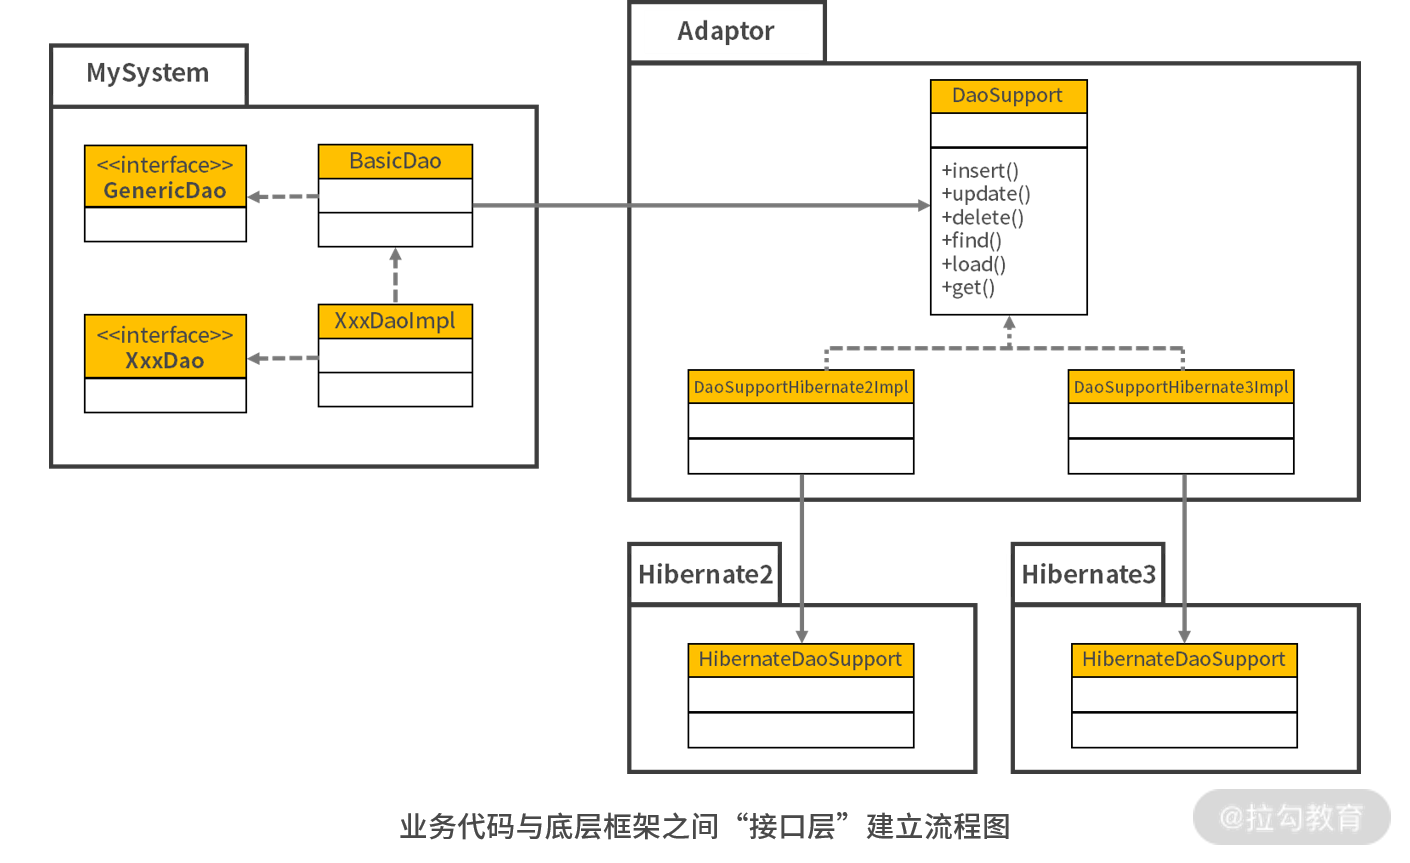 MySystem
<<interface>>
GenericDao
BasicDao
<<interface>>
XxxDao
XxxDaoImpl
Adaptor
DaoSupport
+insert()
+update()
+delete()
+find()
+load()
+get()
DaoSupportHibernate2Impl
DaoSupportHibernate3Impl
Hibernate2
HibernateDaoSupport
Hibernate3
HibernateDaoSupport
业务代码与底层框架之间“接口层”建立流程图
@拉勾教育